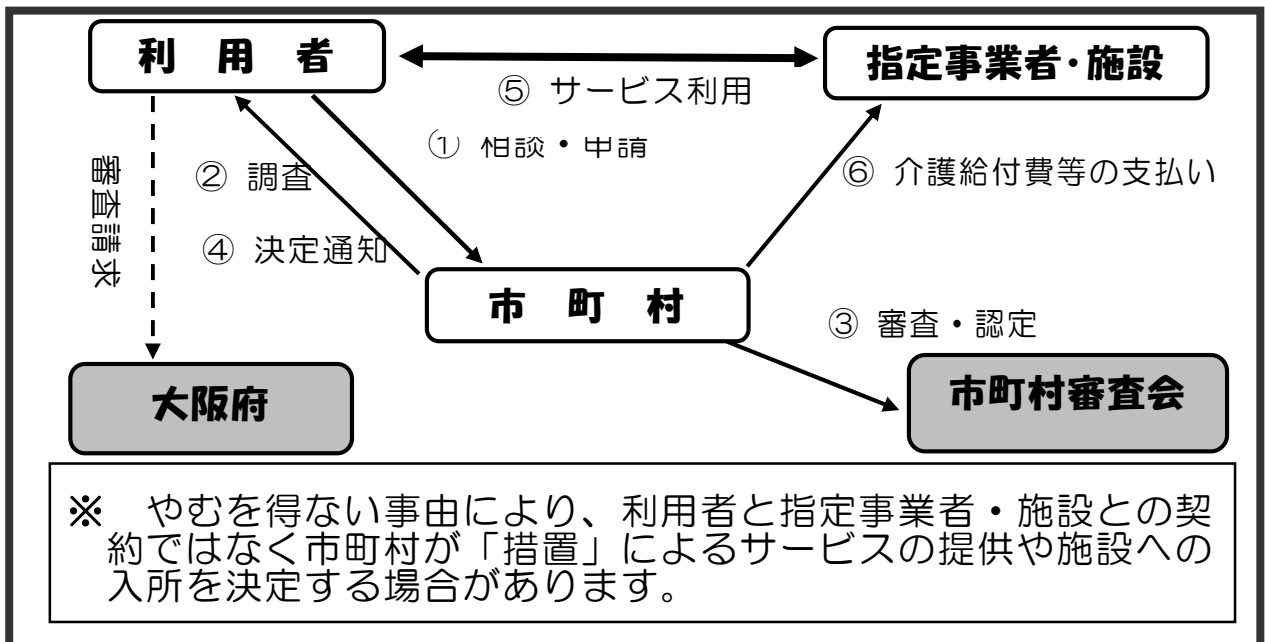 利 用 者
指定事業者・施設
⑤ サービス利用
① 相談・申請
② 調査
⑥ 介護給付費等の支払い
審査請求
④ 決定通知
市 町 村
③ 審査・認定
大阪府
市町村審査会
※ やむを得ない事由により、利用者と指定事業者・施設との契
約ではなく市町村が「措置」によるサービスの提供や施設への
入所を決定する場合があります。